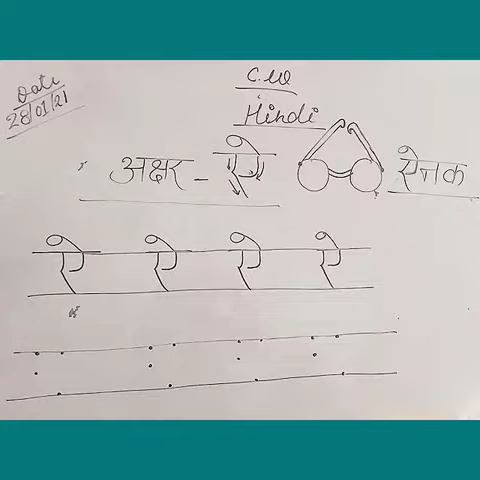 Date
28/01/21
C.W
Hindi
अक्षर - ऐ
ऐनक
ऐ ऐ ऐ ऐ